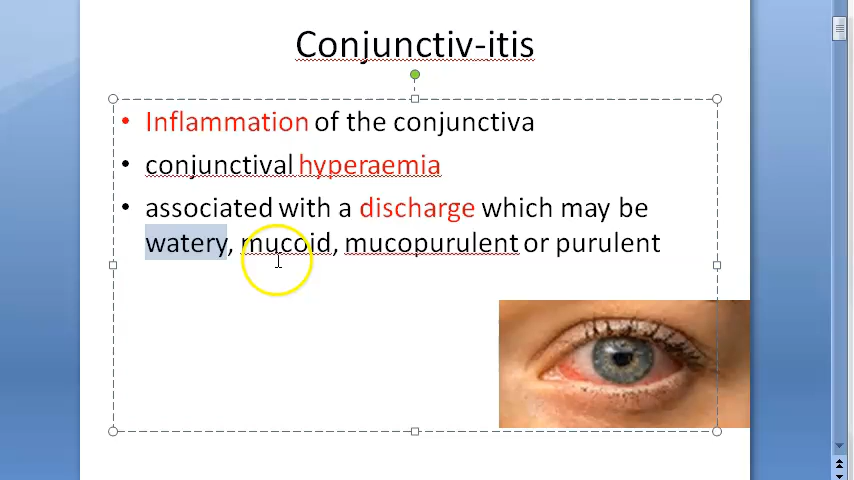 Conjunctiv-itis
• Inflammation of the conjunctiva
• conjunctival hyperaemia
• associated with a discharge which may be
watery, mucoid, mucopurulent or purulent